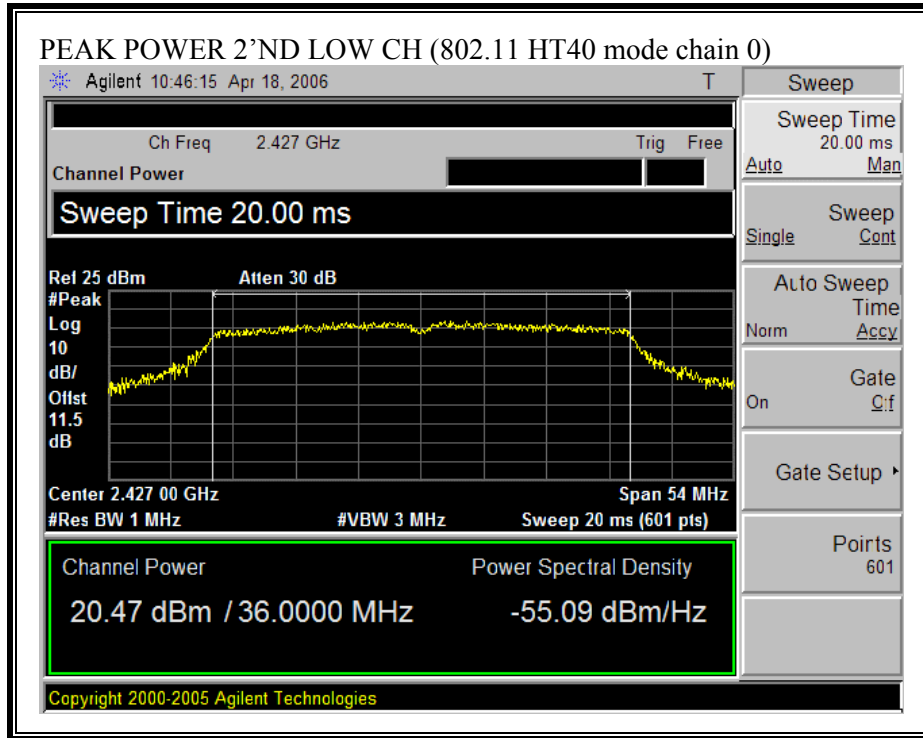 PEAK POWER 2'ND LOW CH (802.11 HT40 mode chain 0)
Agilent 10:46:15 Apr 18, 2006 T
Ch Freq 2.427 GHz Trig Free
Channel Power
Sweep Time 20.00 ms
Ref 25 dBm Atten 30 dB
#Peak
Log
10
dB/
Offst
11.5
dB
Center 2.427 00 GHz Span 54 MHz
#Res BW 1 MHz #VBW 3 MHz Sweep 20 ms (601 pts)
Channel Power Power Spectral Density
20.47 dBm / 36.0000 MHz -55.09 dBm/Hz
Copyright 2000-2005 Agilent Technologies
Sweep
Sweep Time
20.00 ms
Auto Man
Sweep
Single Cont
Auto Sweep
Time
Norm Accy
Gate
On Off
Gate Setup
Points
601